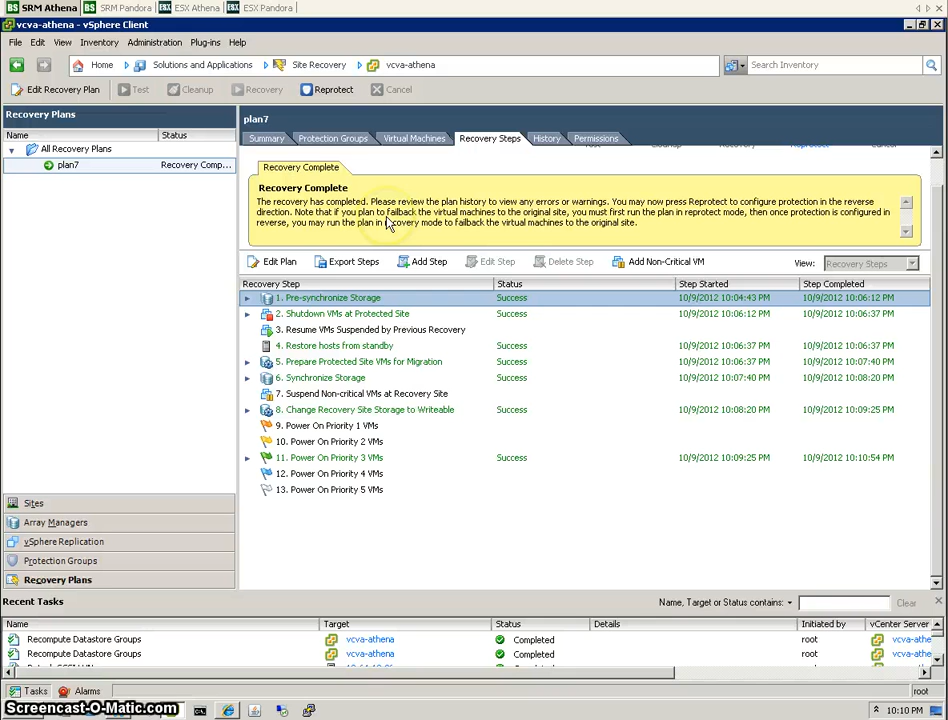 SRM Athena SRM Pandora ESX Athena ESX Pandora
vcva-athena - vSphere Client
File Edit View Inventory Administration Plug-ins Help
Home Solutions and Applications Site Recovery vcva-athena Search Inventory
Edit Recovery Plan Test Cleanup Recovery Reprotect Cancel
Recovery Plans
Name Status
All Recovery Plans
plan7 Recovery Comp...
plan7
Summary Protection Groups Virtual Machines Recovery Steps History Permissions
Recovery Complete
Recovery Complete
The recovery has completed. Please review the plan history to view any errors or warnings. You may now press Reprotect to configure protection in the reverse
direction. Note that if you plan to failback the virtual machines to the original site, you must first run the plan in reprotect mode, then once protection is configured in
reverse, you may run the plan in recovery mode to failback the virtual machines to the original site.
Edit Plan Export Steps Add Step Edit Step Delete Step Add Non-Critical VM View: Recovery Steps
Recovery Step Status Step Started Step Completed
1. Pre-synchronize Storage Success 10/9/2012 10:04:43 PM 10/9/2012 10:06:12 PM
2. Shutdown VMs at Protected Site Success 10/9/2012 10:06:12 PM 10/9/2012 10:06:37 PM
3. Resume VMs Suspended by Previous Recovery
4. Restore hosts from standby Success 10/9/2012 10:06:37 PM 10/9/2012 10:06:37 PM
5. Prepare Protected Site VMs for Migration Success 10/9/2012 10:06:37 PM 10/9/2012 10:07:40 PM
6. Synchronize Storage Success 10/9/2012 10:07:40 PM 10/9/2012 10:08:20 PM
7. Suspend Non-critical VMs at Recovery Site
8. Change Recovery Site Storage to Writeable Success 10/9/2012 10:08:20 PM 10/9/2012 10:09:25 PM
9. Power On Priority 1 VMs
10. Power On Priority 2 VMs
11. Power On Priority 3 VMs Success 10/9/2012 10:09:25 PM 10/9/2012 10:10:54 PM
12. Power On Priority 4 VMs
13. Power On Priority 5 VMs
Sites
Array Managers
vSphere Replication
Protection Groups
Recovery Plans
Recent Tasks Name, Target or Status contains: Clear
Name Target Status Details Initiated by vCenter Server
Recompute Datastore Groups vcva-athena Completed root vcva-athe
Recompute Datastore Groups vcva-athena Completed root vcva-athe
Tasks Alarms root
Screencast-O-Matic.com 10:10 PM